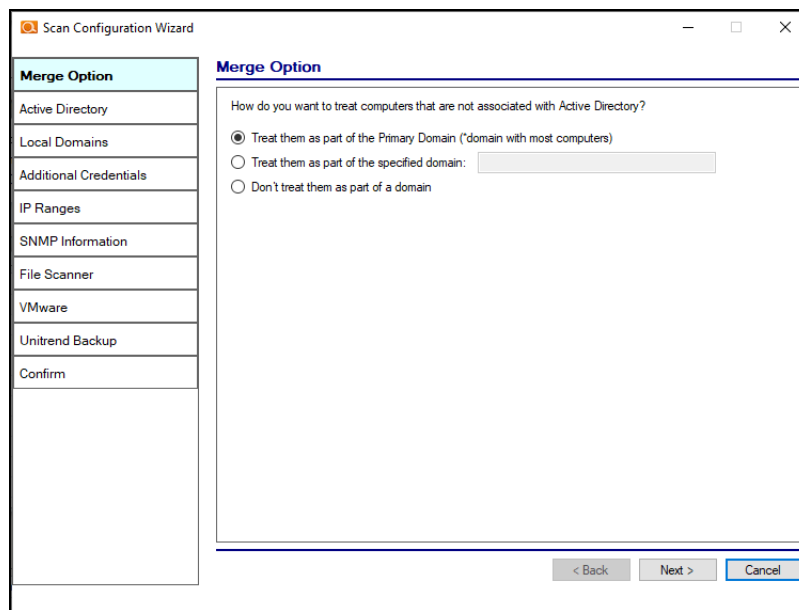 Scan Configuration Wizard
Merge Option
Active Directory
Local Domains
Additional Credentials
IP Ranges
SNMP Information
File Scanner
VMware
Unitrend Backup
Confirm
Merge Option
How do you want to treat computers that are not associated with Active Directory?
Treat them as part of the Primary Domain (*domain with most computers)
Treat them as part of the specified domain:
Don't treat them as part of a domain
< Back Next > Cancel